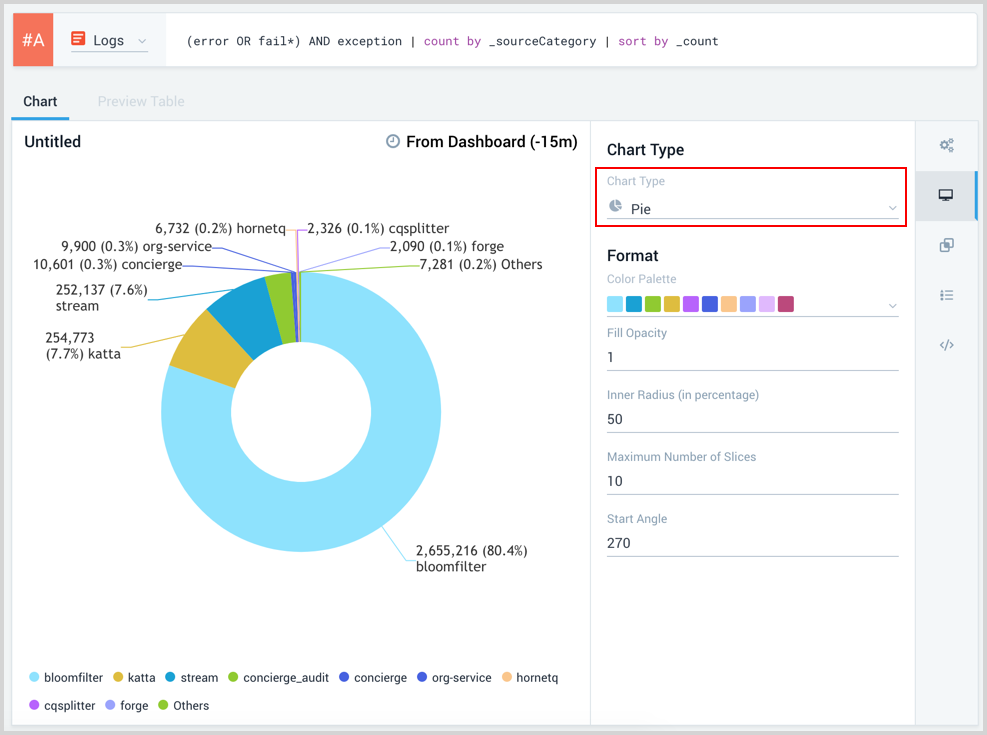 #A Logs (error OR fail*) AND exception | count by _sourceCategory | sort by _count
Chart Preview Table
Untitled
From Dashboard (-15m)
6,732 (0.2%) hornetq
2,326 (0.1%) cqsplitter
9,900 (0.3%) org-service
2,090 (0.1%) forge
10,601 (0.3%) concierge
7,281 (0.2%) Others
252,137 (7.6%)
stream
254,773
(7.7%) katta
2,655,216 (80.4%)
bloomfilter
bloomfilter katta stream concierge_audit concierge org-service hornetq
cqsplitter forge Others
Chart Type
Chart Type
Pie
Format
Color Palette
Fill Opacity
1
Inner Radius (in percentage)
50
Maximum Number of Slices
10
Start Angle
270